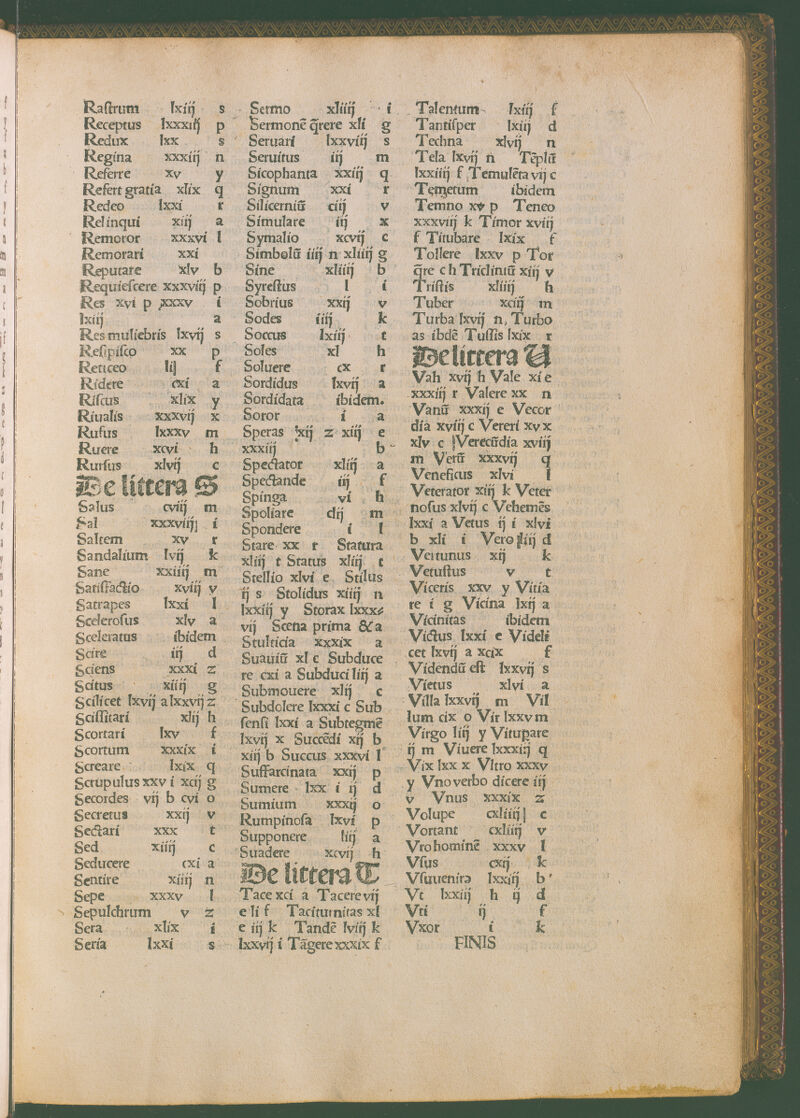 Raſtrum lxiij s
Receptus lxxxiij p
Redux lxx s
Regina xxxiij n
Referre xv y
Refert gratia xlix q
Redeo lxxi r
Relinqui xiij a
Remoror xxxvi l
Remorari xxi
Reputare xlv b
Requieſcere xxxviij p
Res xvi p xxxv i
lxiij a
Res muliebris lxvij s
Reſipiſco xx p
Reticeo lij f
Ridere cxi a
Riſcus xlix y
Riualis xxxvij x
Rufus lxxxv m
Ruere xcvi h
Rurſus xlvij c
De littera S
Salus cviij m
Sal xxxviiij i
Saltem xv r
Sandalium lvij k
Sane xxiiij m
Satiſfactio xviij v
Satrapes lxxi l
Sceleroſus xlv a
Sceleratus ibidem
Scire iij d
Sciens xxxi z
Scitus xiiij g
Scilicet lxvij a lxxvij z
Sciſſitari xlij h
Scortari lxv f
Scortum xxxix i
Screare lxix q
Scrupulus xxv i xcij g
Secordes vij b cvi o
Secretus xxij v
Sectari xxx t
Sed xiiij c
Seducere cxi a
Sentire xiiij n
Sepe xxxv l
Sepulchrum v z
Sera xlix i
Seria lxxi s
Sermo xliiij i
Sermonē q̄rere xli g
Seruari lxxviij s
Seruitus iij m
Sicophanta xxiij q
Signum xxi r
Silicerniū ciij v
Simulare iij x
Symalio xcvij c
Simbolū iiij n xliiij g
Sine xliiij b
Syreſtus l i
Sobrius xxij v
Sodes iiij k
Soccus lxiij t
Soles xl h
Soluere cx r
Sordidus lxvij a
Sordidata ibidem.
Soror i a
Speras xij z xiij e
xxxiij b
Spectator xliij a
Spectande iij f
Spinga vi h
Spoliare dij m
Spondere i l
Stare xx r Statura
xliij t Status xliij t
Stellio xlvi e Stilus
ij s Stolidus xiiij n
lxxiij y Storax lxxx
vij Scena prima & a
Stulticia xxxix a
Suauiū xl c Subduce
re cxi a Subduci liij a
Submouere xlij c
Subdolere lxxxi c Sub
ſenſi lxxi a Subtegmē
lxvij x Succēdi xij b
xiij b Succus xxxvi l
Suffarcinata xxij p
Sumere lxx i ij d
Sumium xxxij o
Rumpinoſa lxvi p
Supponere liij a
Suadere xcvij h
De littera T
Tace xci a Tacere vij
e li f Taciturnitas xl
e iij k Tandē lviij k
lxxvij i Tāgere xxxix f
Talentum lxiij f
Tantiſper lxiij d
Techna xlvij n
Tela lxvij n Tēplū
lxxiiij f Temulēta vij c
Temetum ibidem
Temno xv p Teneo
xxxviij k Timor xviij
f Titubare lxix f
Tollere lxxv p Tor
q̄re c h Tricliniū xiij v
Triſtis xliiij h
Tuber xciij m
Turba lxvij n, Turbo
as ibdē Tuſſis lxix r
De littera U
Vah xvij h Vale xi e
xxxiij r Valere xx n
Vanū xxxij e Vecor
dia xviij c Vereri xv x
xlv c Verecūdia xviij
m Verū xxxvij q
Veneficus xlvi l
Veterator xiij k Veter
noſus xlvij c Vehemēs
lxxi a Vetus ij i xlvi
b xli i Vero liij d
Veitunus xij k
Vetuſtus v t
Viceris xxv y Vitia
re i g Vicina lxij a
Vicinitas ibidem
Victus lxxi e Videli
cet lxvij a xcix f
Videndū eſt lxxvij s
Vietus xlvi a
Villa lxxvij m Vil
lum cix o Vir lxxv m
Virgo liij y Vitupare
ij m Viuere lxxxiij q
Vix lxx x Vltro xxxv
y Vno verbo dicere iij
v Vnus xxxix z
Volupe cxliiij c
Vortant cxliiij v
Vrohominē xxxv l
Vſus cxij k
Vſuuenire lxxiij b
Vt lxxiij h ij d
Vti ij f
Vxor i k
FINIS